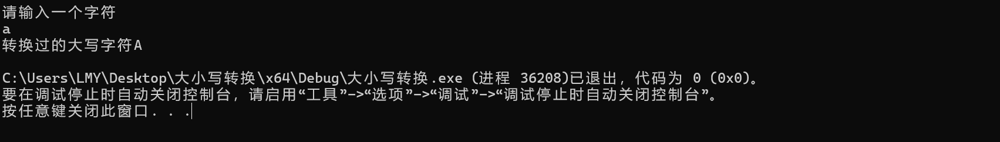 请输入一个字符
a
转换过的大写字符A
C:\Users\LMY\Desktop\大小写转换\x64\Debug\大小写转换.exe (进程 36208)已退出，代码为 0 (0x0)。
要在调试停止时自动关闭控制台，请启用“工具”->“选项”->“调试”->“调试停止时自动关闭控制台”。
按任意键关闭此窗口. . .